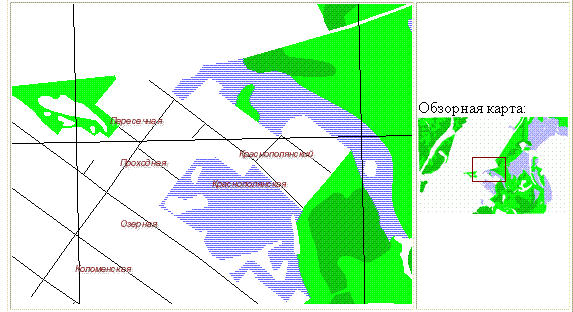 Обзорная карта:
Пересечная
Краснополянский
Проходная
Краснополянская
Озерная
Коломенская